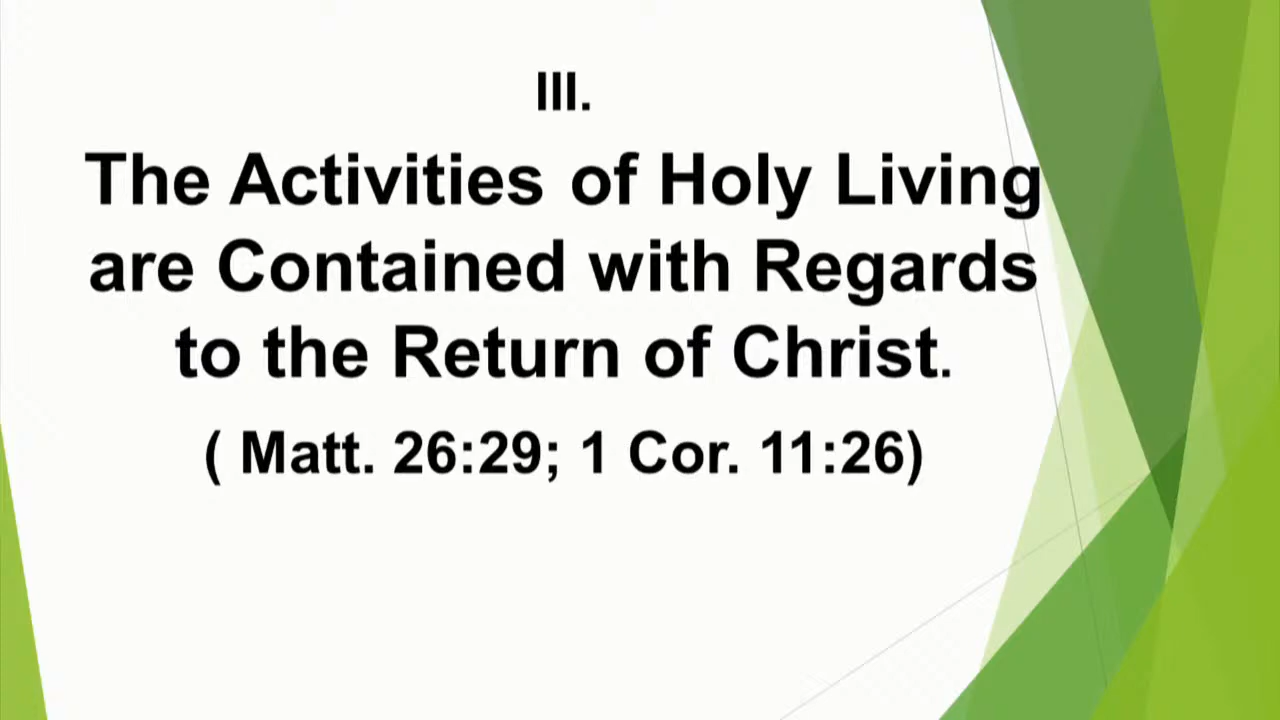 III.
The Activities of Holy Living
are Contained with Regards
to the Return of Christ.
( Matt. 26:29; 1 Cor. 11:26)